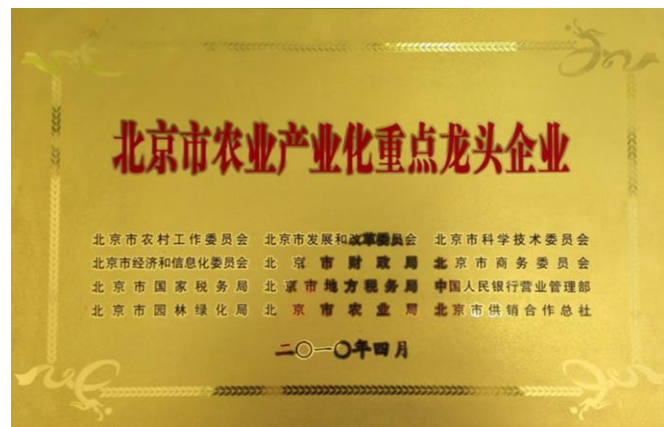 北京市农业产业化重点龙头企业
北京市农村工作委员会 北京市发展和改革委员会 北京市科学技术委员会
北京市经济和信息化委员会 北京市财政局 北京市商务委员会
北京市国家税务局 北京市地方税务局 中国人民银行营业管理部
北京市园林绿化局 北京市农业局 北京市供销合作总社
二〇一〇年四月